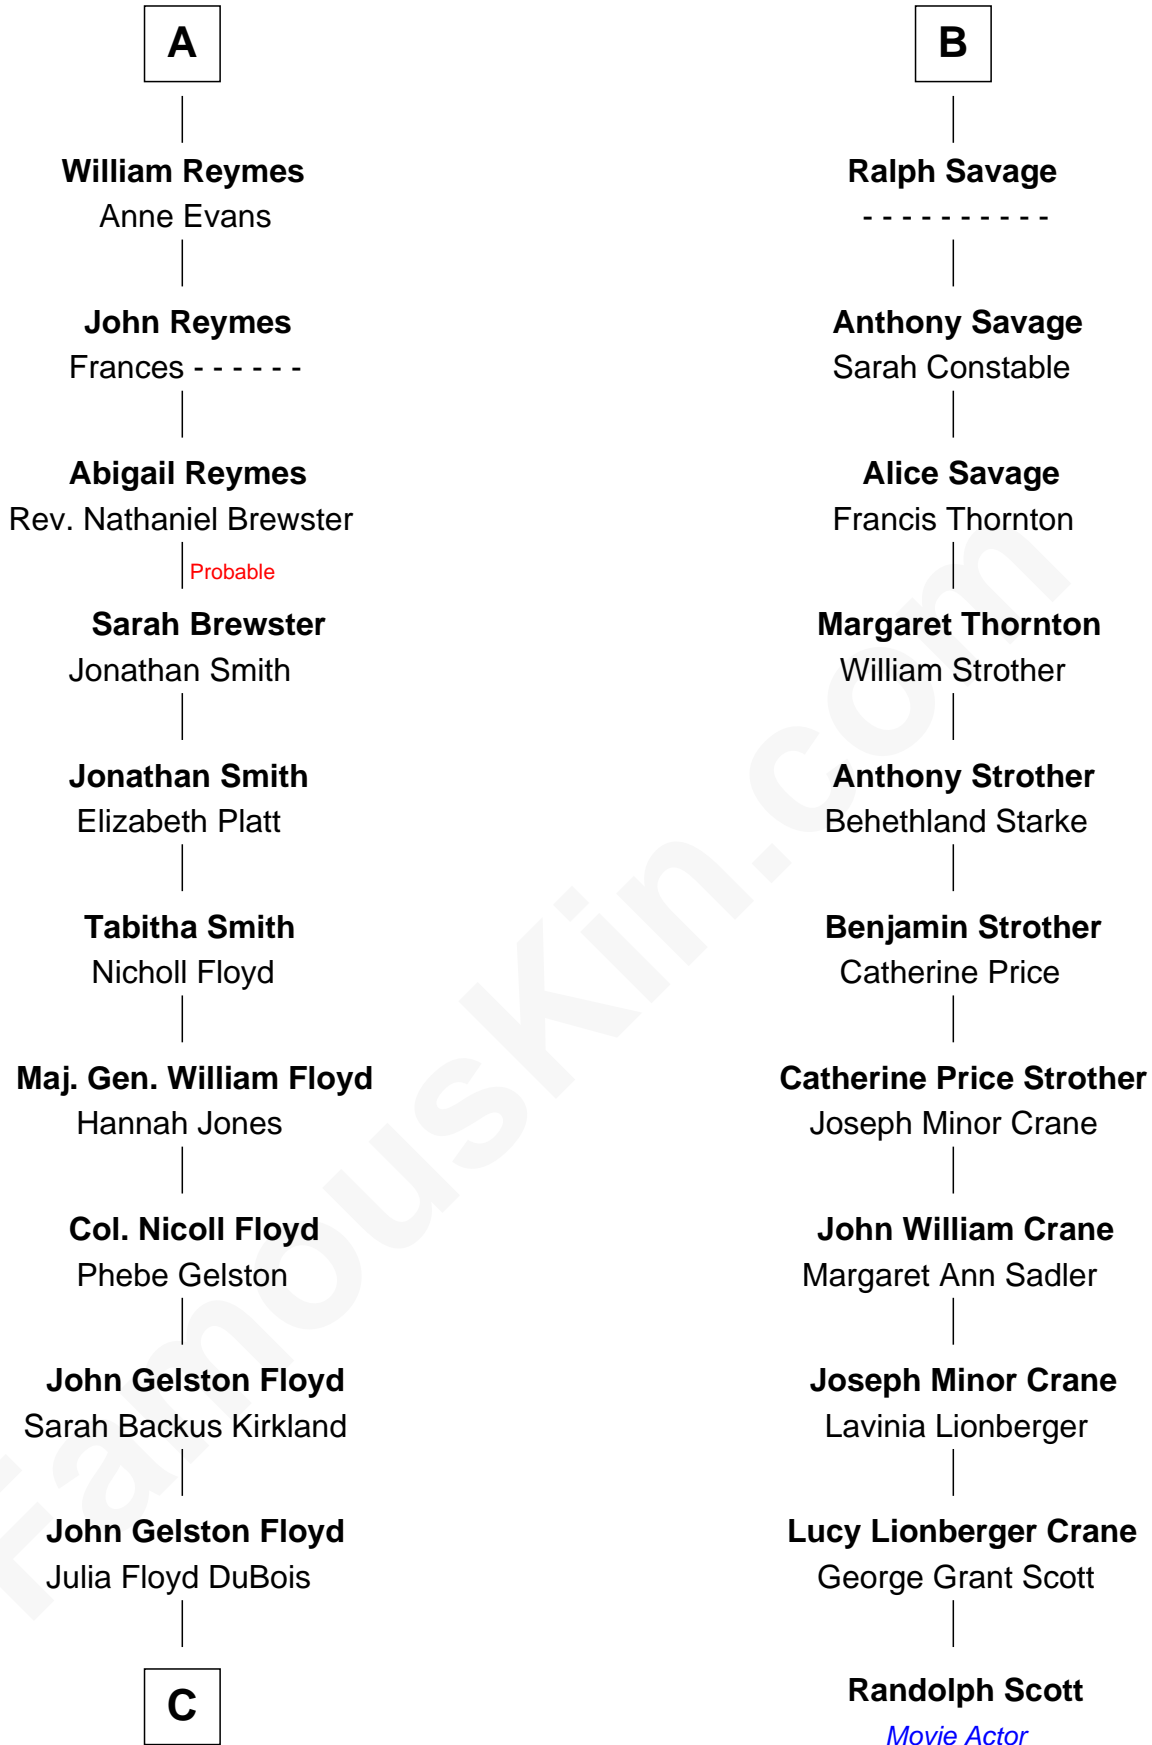 A
William Reymes
Anne Evans
John Reymes
Frances - - - - - -
Abigail Reymes
Rev. Nathaniel Brewster
Probable
Sarah Brewster
Jonathan Smith
Jonathan Smith
Elizabeth Platt
Tabitha Smith
Nicholl Floyd
Maj. Gen. William Floyd
Hannah Jones
Col. Nicoll Floyd
Phebe Gelston
John Gelston Floyd
Sarah Backus Kirkland
John Gelston Floyd
Julia Floyd DuBois
C
B
Ralph Savage
- - - - - - - - - -
Anthony Savage
Sarah Constable
Alice Savage
Francis Thornton
Margaret Thornton
William Strother
Anthony Strother
Behethland Starke
Benjamin Strother
Catherine Price
Catherine Price Strother
Joseph Minor Crane
John William Crane
Margaret Ann Sadler
Joseph Minor Crane
Lavinia Lionberger
Lucy Lionberger Crane
George Grant Scott
Randolph Scott
Movie Actor
FamousKin.com